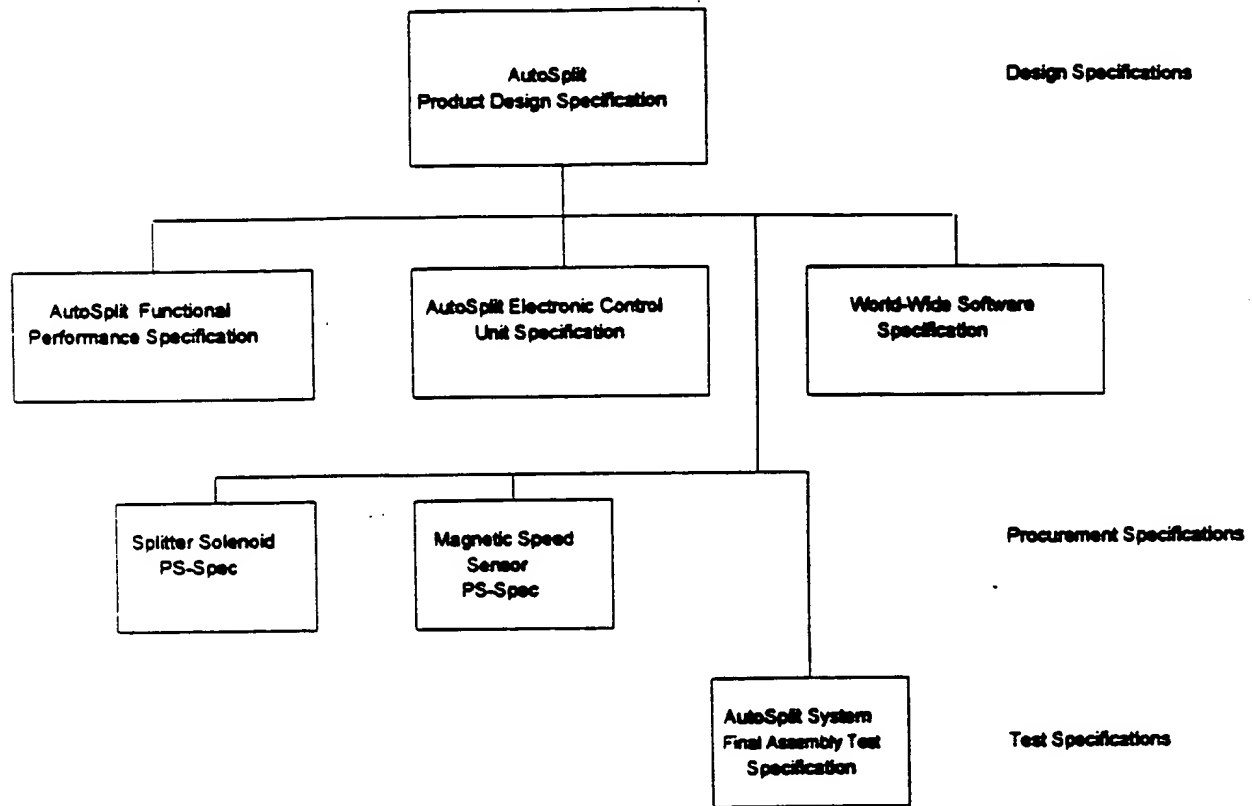 AutoSplit
Product Design Specification
Design Specifications
AutoSplit Functional
Performance Specification
AutoSplit Electronic Control
Unit Specification
World-Wide Software
Specification
Splitter Solenoid
PS-Spec
Magnetic Speed
Sensor
PS-Spec
Procurement Specifications
AutoSplit System
Final Assembly Test
Specification
Test Specifications